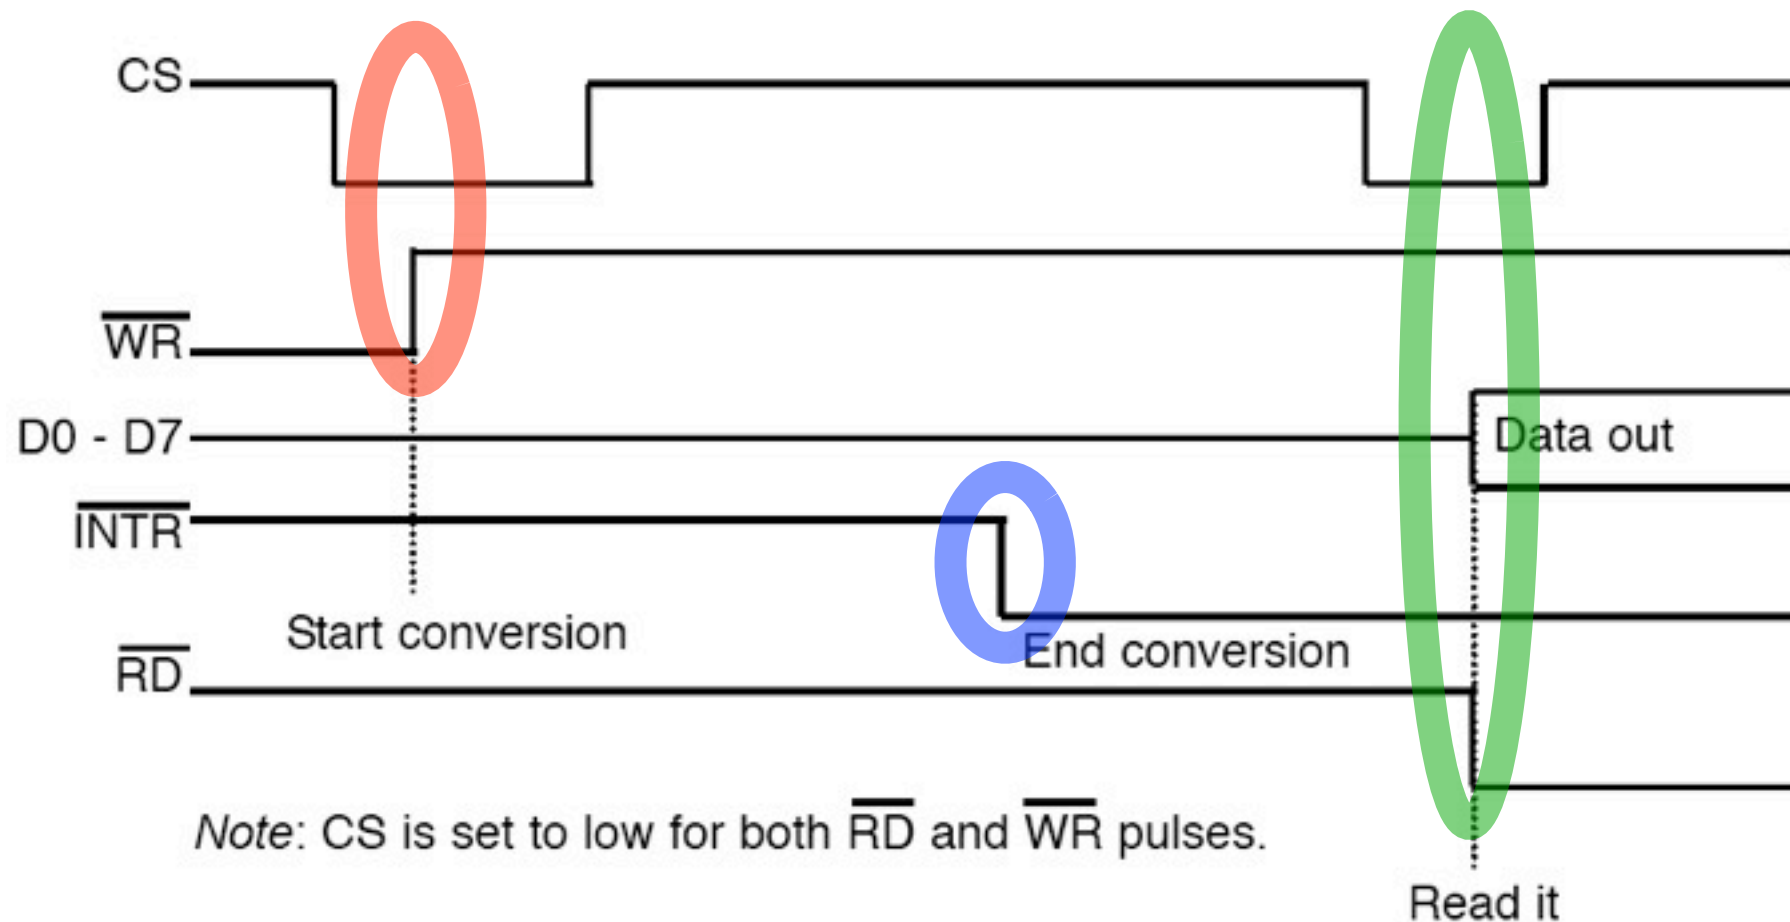 CS
WR
D0 - D7
Data out
INTR
Start conversion
End conversion
RD
Note: CS is set to low for both RD and WR pulses.
Read it